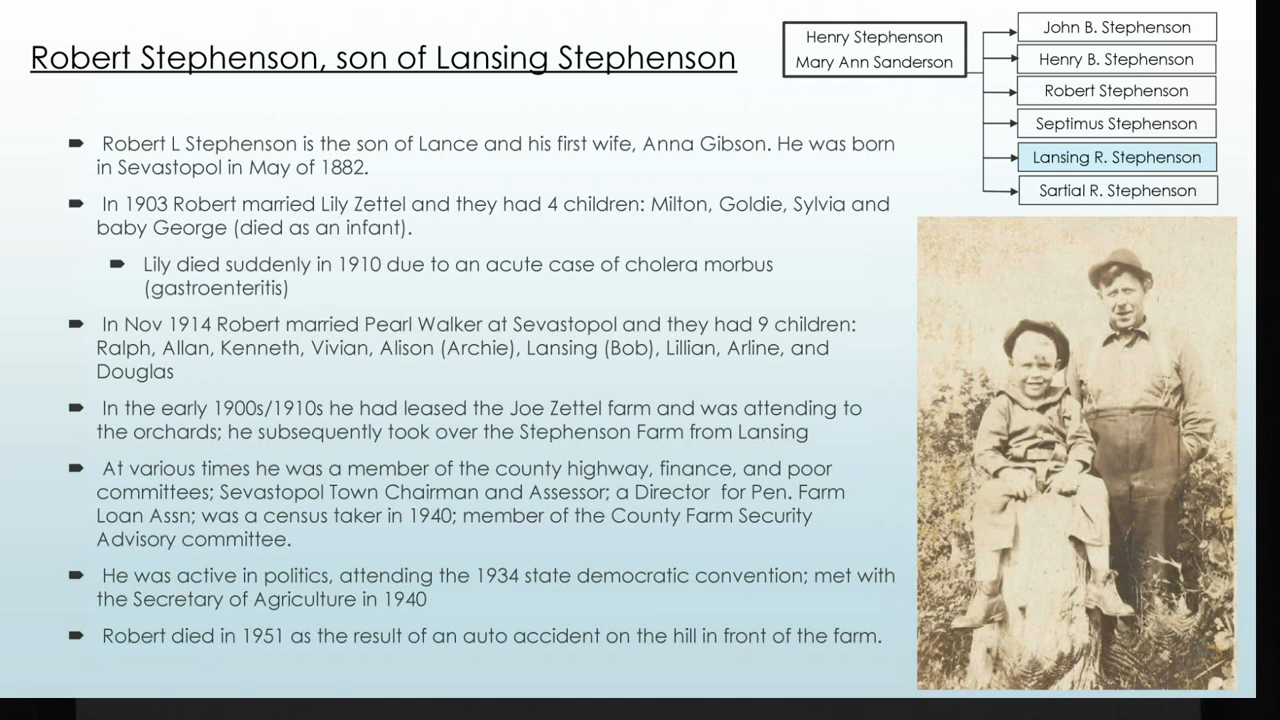 Robert Stephenson, son of Lansing Stephenson
Henry Stephenson
Mary Ann Sanderson
John B. Stephenson
Henry B. Stephenson
Robert Stephenson
Septimus Stephenson
Lansing R. Stephenson
Sartial R. Stephenson
Robert L Stephenson is the son of Lance and his first wife, Anna Gibson. He was born
in Sevastopol in May of 1882.
In 1903 Robert married Lily Zettel and they had 4 children: Milton, Goldie, Sylvia and
baby George (died as an infant).
Lily died suddenly in 1910 due to an acute case of cholera morbus
(gastroenteritis)
In Nov 1914 Robert married Pearl Walker at Sevastopol and they had 9 children:
Ralph, Allan, Kenneth, Vivian, Alison (Archie), Lansing (Bob), Lillian, Arline, and
Douglas
In the early 1900s/1910s he had leased the Joe Zettel farm and was attending to
the orchards; he subsequently took over the Stephenson Farm from Lansing
At various times he was a member of the county highway, finance, and poor
committees; Sevastopol Town Chairman and Assessor; a Director for Pen. Farm
Loan Assn; was a census taker in 1940; member of the County Farm Security
Advisory committee.
He was active in politics, attending the 1934 state democratic convention; met with
the Secretary of Agriculture in 1940
Robert died in 1951 as the result of an auto accident on the hill in front of the farm.